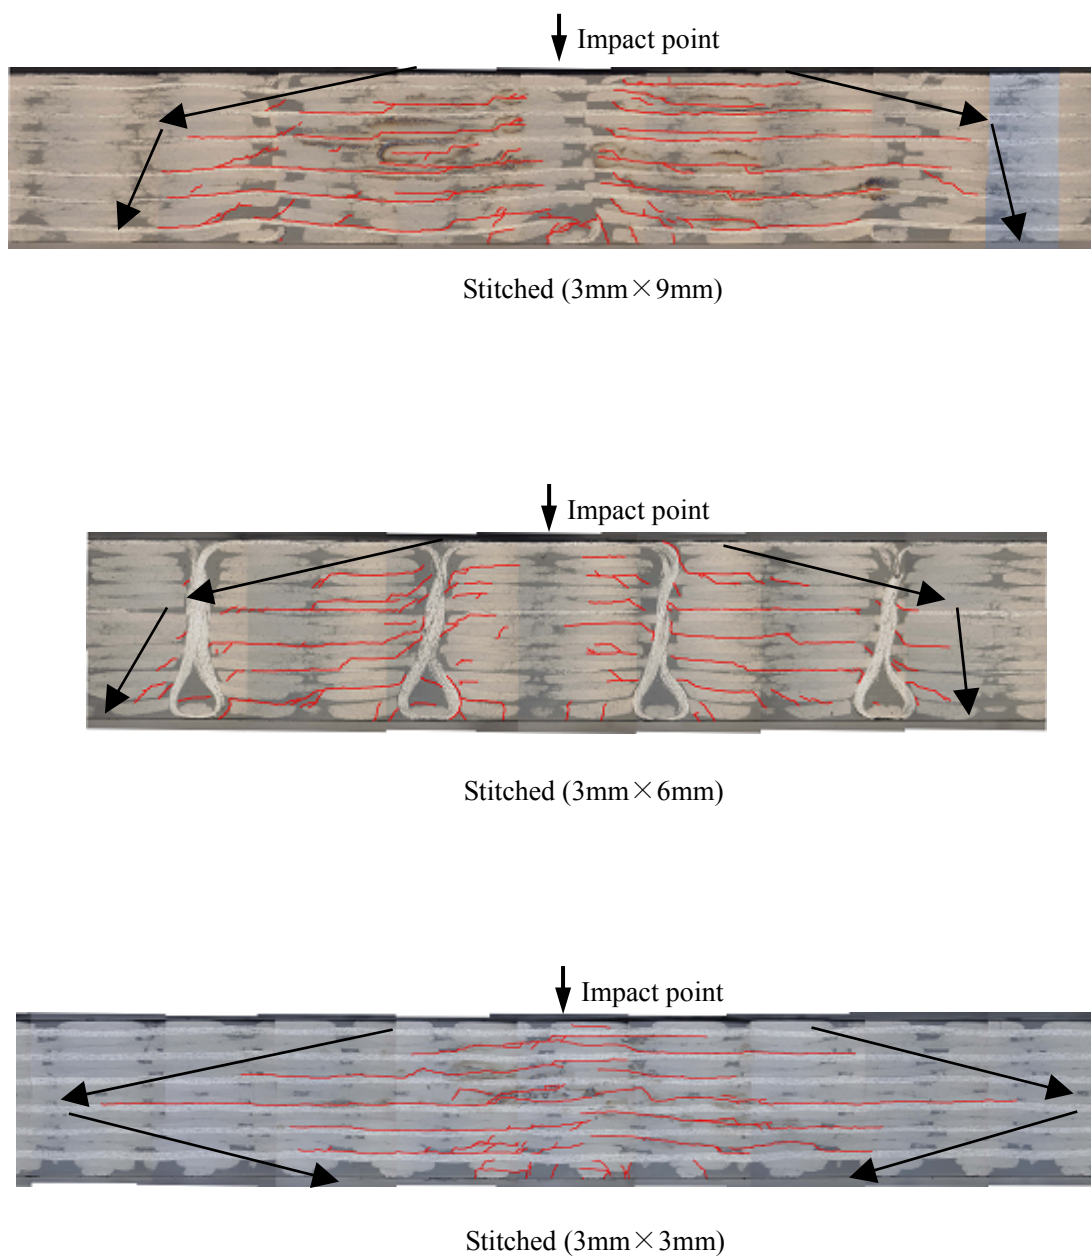 Impact point
Stitched (3mm×9mm)
Impact point
Stitched (3mm×6mm)
Impact point
Stitched (3mm×3mm)